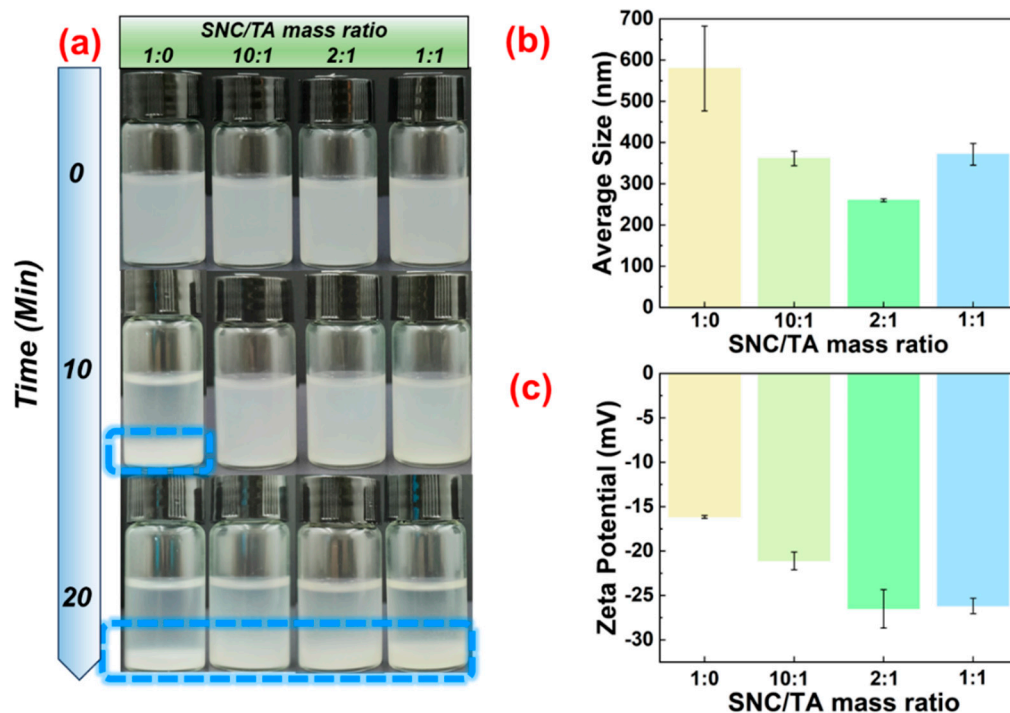 (a)
SNC/TA mass ratio
1:0 10:1 2:1 1:1
Time (Min)
0
10
20
(b)
Average Size (nm)
700
600
500
400
300
200
100
0
1:0 10:1 2:1 1:1
SNC/TA mass ratio
(c)
Zeta Potential (mV)
0
-5
-10
-15
-20
-25
-30
1:0 10:1 2:1 1:1
SNC/TA mass ratio